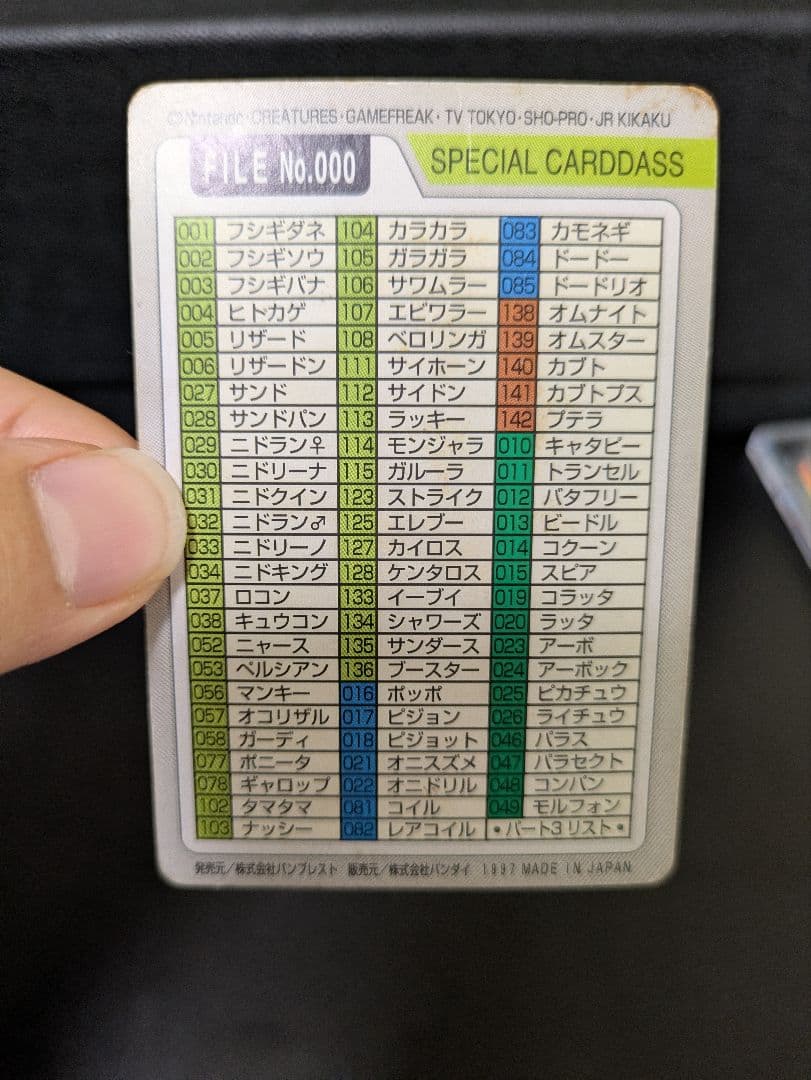 ©Nintendo・CREATURES・GAMEFREAK・TV TOKYO・SHO-PRO・JR KIKAKU
FILE No.000
SPECIAL CARDDASS
001 フシギダネ 104 カラカラ 083 カモネギ
002 フシギソウ 105 ガラガラ 084 ドードー
003 フシギバナ 106 サワムラー 085 ドードリオ
004 ヒトカゲ 107 エビワラー 138 オムナイト
005 リザード 108 ベロリンガ 139 オムスター
006 リザードン 111 サイホーン 140 カブト
027 サンド 112 サイドン 141 カブトプス
028 サンドパン 113 ラッキー 142 プテラ
029 ニドラン♀ 114 モンジャラ 010 キャタピー
030 ニドリーナ 115 ガルーラ 011 トランセル
031 ニドクイン 123 ストライク 012 バタフリー
032 ニドラン♂ 125 エレブー 013 ビードル
033 ニドリーノ 127 カイロス 014 コクーン
034 ニドキング 128 ケンタロス 015 スピア
037 ロコン 133 イーブイ 019 コラッタ
038 キュウコン 134 シャワーズ 020 ラッタ
052 ニャース 135 サンダース 023 アーボ
053 ペルシアン 136 ブースター 024 アーボック
056 マンキー 016 ポッポ 025 ピカチュウ
057 オコリザル 017 ピジョン 026 ライチュウ
058 ガーディ 018 ピジョット 046 パラス
077 ポニータ 021 オニスズメ 047 パラセクト
078 ギャロップ 022 オニドリル 048 コンパン
102 タマタマ 081 コイル 049 モルフォン
103 ナッシー 082 レアコイル •パート3リスト•
発売元／株式会社バンプレスト 販売元／株式会社バンダイ 1997 MADE IN JAPAN